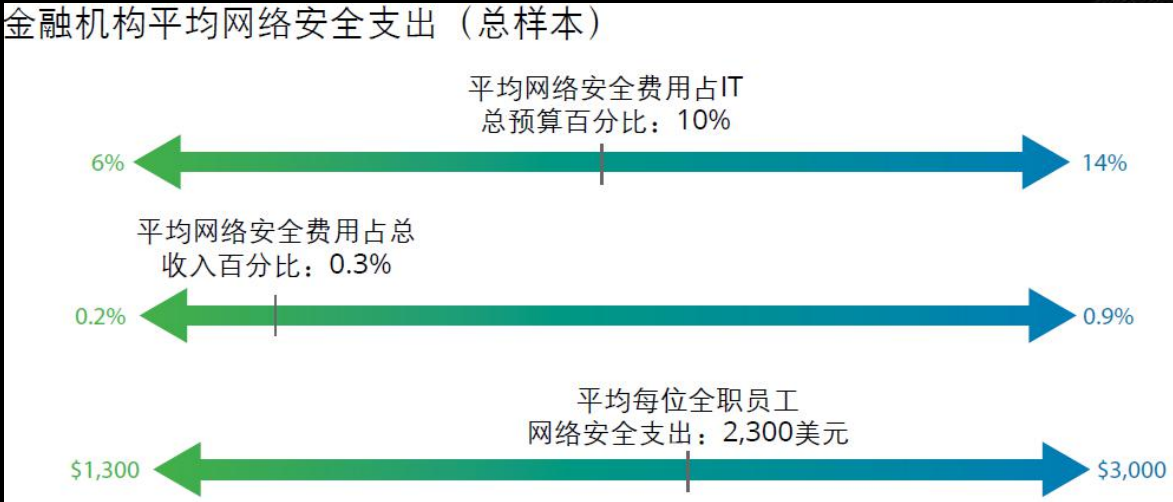 金融机构平均网络安全支出（总样本）
平均网络安全费用占IT
总预算百分比：10%
6%
14%
平均网络安全费用占总
收入百分比：0.3%
0.2%
0.9%
平均每位全职员工
网络安全支出：2,300美元
$1,300
$3,000